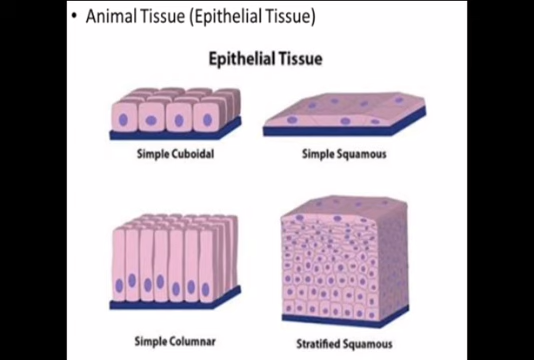 • Animal Tissue (Epithelial Tissue)
Epithelial Tissue
Simple Cuboidal
Simple Squamous
Simple Columnar
Stratified Squamous